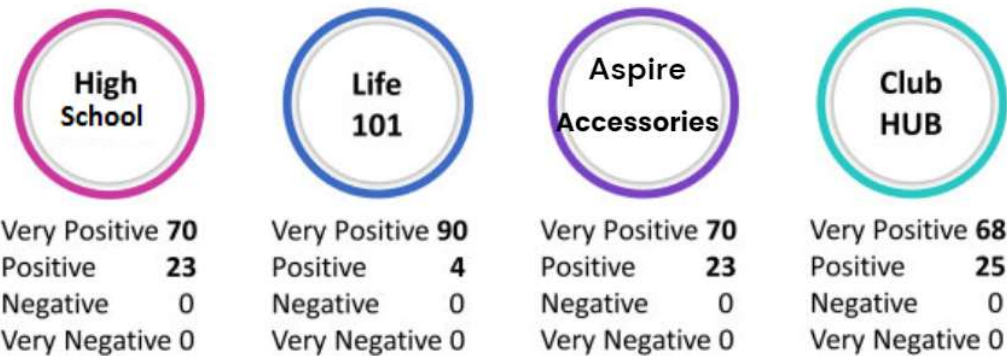 High
School
Very Positive 70
Positive 23
Negative 0
Very Negative 0
Life
101
Very Positive 90
Positive 4
Negative 0
Very Negative 0
Aspire
Accessories
Very Positive 70
Positive 23
Negative 0
Very Negative 0
Club
HUB
Very Positive 68
Positive 25
Negative 0
Very Negative 0